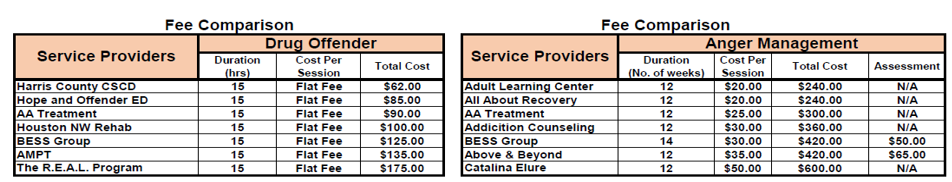 Fee Comparison
Service Providers Drug Offender
Duration (hrs) Cost Per Session Total Cost
Harris County CSCD 15 Flat Fee $62.00
Hope and Offender ED 15 Flat Fee $85.00
AA Treatment 15 Flat Fee $90.00
Houston NW Rehab 15 Flat Fee $100.00
BESS Group 15 Flat Fee $125.00
AMPT 15 Flat Fee $135.00
The R.E.A.L. Program 15 Flat Fee $175.00
Fee Comparison
Service Providers Anger Management
Duration (No. of weeks) Cost Per Session Total Cost Assessment
Adult Learning Center 12 $20.00 $240.00 N/A
All About Recovery 12 $20.00 $240.00 N/A
AA Treatment 12 $25.00 $300.00 N/A
Addicition Counseling 12 $30.00 $360.00 N/A
BESS Group 14 $30.00 $420.00 $50.00
Above & Beyond 12 $35.00 $420.00 $65.00
Catalina Elure 12 $50.00 $600.00 N/A